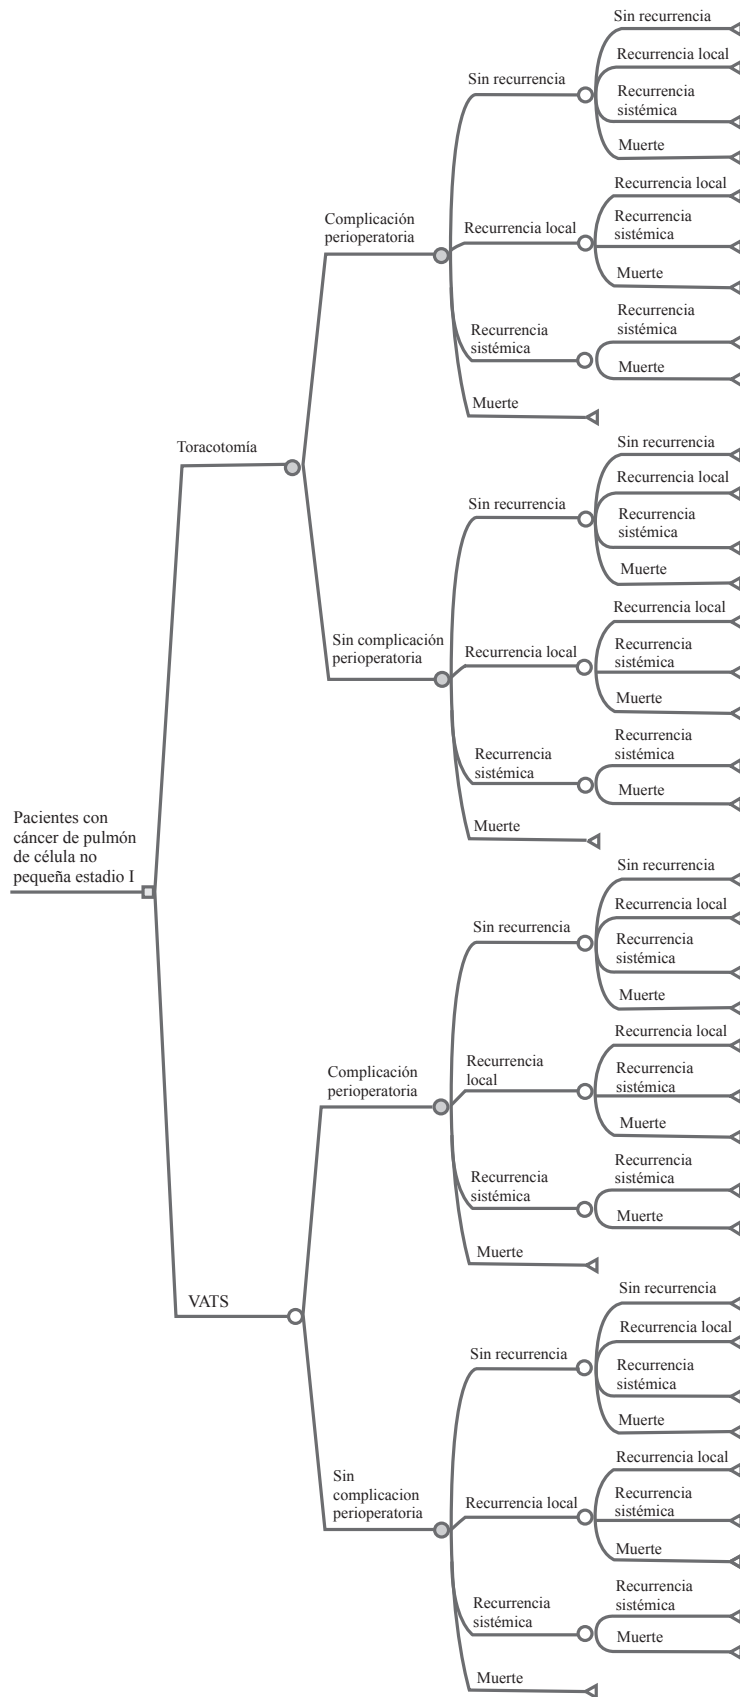 Sin recurrencia
Recurrencia local
Sin recurrencia
Recurrencia
sistémica
Muerte
Recurrencia local
Complicación
perioperatoria
Recurrencia local
Recurrencia
sistémica
Muerte
Recurrencia
sistémica
Recurrencia
sistémica
Muerte
Muerte
Toracotomía
Sin recurrencia
Recurrencia local
Sin recurrencia
Recurrencia
sistémica
Muerte
Recurrencia local
Sin complicación
perioperatoria
Recurrencia local
Recurrencia
sistémica
Muerte
Recurrencia
sistémica
Recurrencia
sistémica
Muerte
Muerte
Pacientes con
cáncer de pulmón
de célula no
pequeña estadio I
Sin recurrencia
Recurrencia local
Sin recurrencia
Recurrencia
sistémica
Muerte
Recurrencia local
Complicación
perioperatoria
Recurrencia
local
Recurrencia
sistémica
Muerte
Recurrencia
sistémica
Recurrencia
sistémica
Muerte
Muerte
VATS
Sin recurrencia
Recurrencia local
Sin recurrencia
Recurrencia
sistémica
Muerte
Recurrencia local
Sin
complicacion
perioperatoria
Recurrencia local
Recurrencia
sistémica
Muerte
Recurrencia
sistémica
Recurrencia
sistémica
Muerte
Muerte